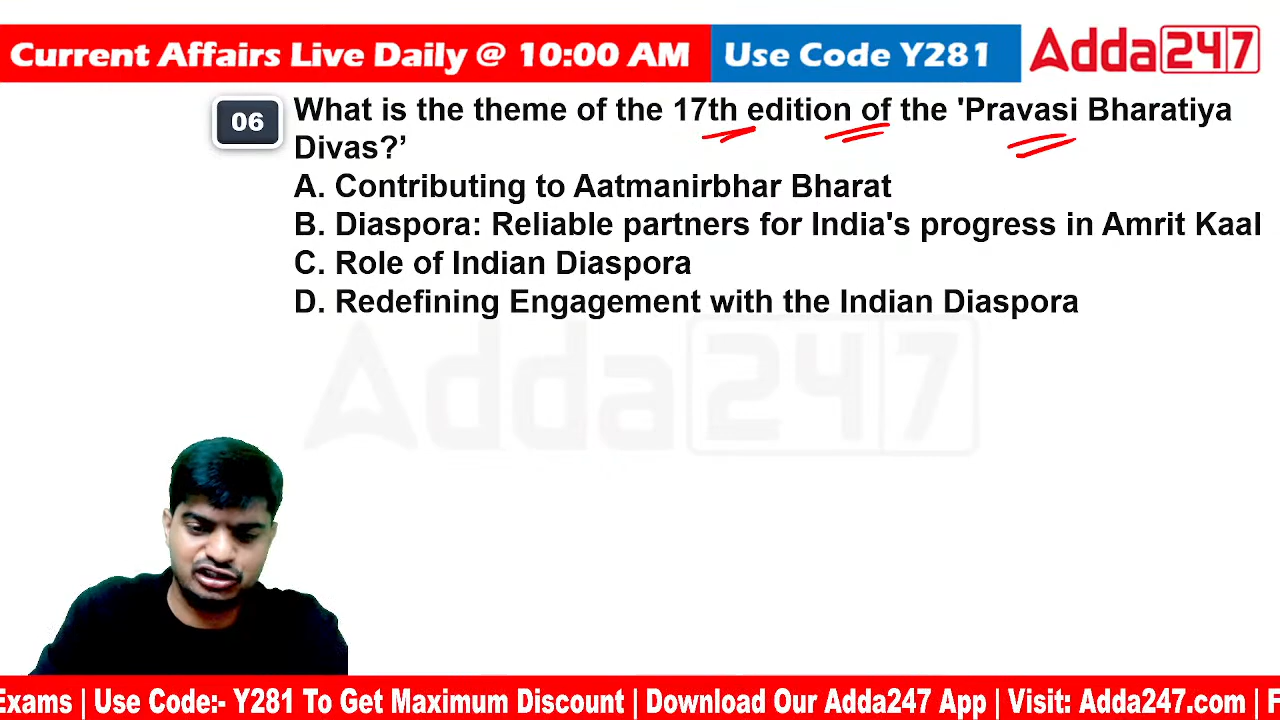 Current Affairs Live Daily @ 10:00 AM
Use Code Y281
Adda247
06
What is the theme of the 17th edition of the 'Pravasi Bharatiya
Divas?’
A. Contributing to Aatmanirbhar Bharat
B. Diaspora: Reliable partners for India's progress in Amrit Kaal
C. Role of Indian Diaspora
D. Redefining Engagement with the Indian Diaspora
Adda247
Exams | Use Code:- Y281 To Get Maximum Discount | Download Our Adda247 App | Visit: Adda247.com | F